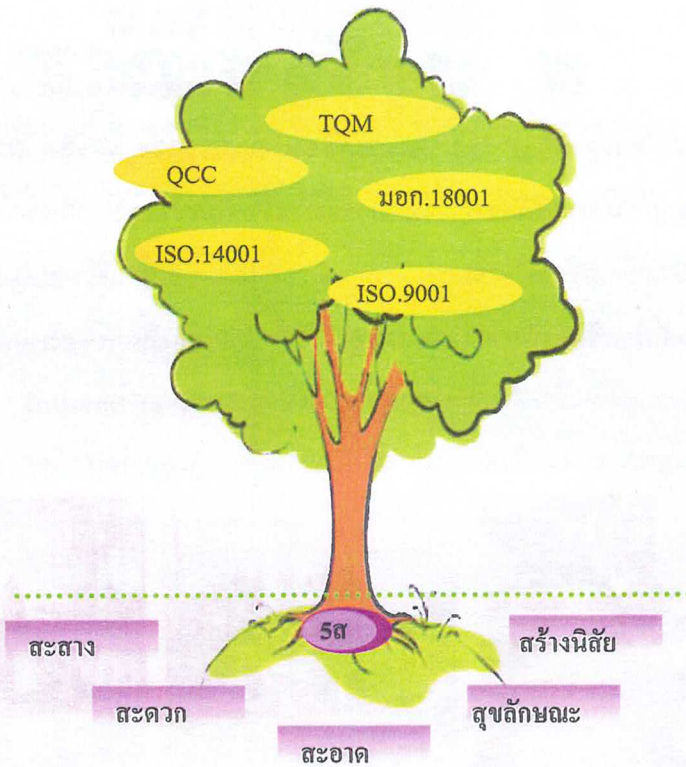 TQM
QCC
มอก.18001
ISO.14001
ISO.9001
5ส
สะสาง
สร้างนิสัย
สะดวก
สุขลักษณะ
สะอาด